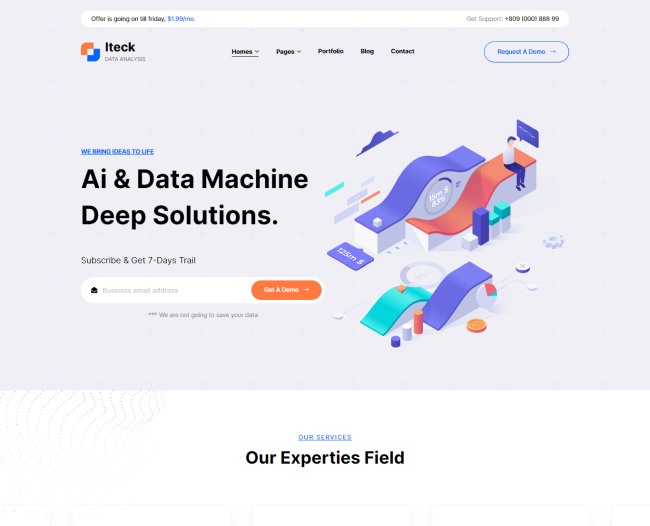 Offer is going on till friday, $1.99/mo.
Get Support: +809 (000) 888 99
Iteck
DATA ANALYSIS
Homes
Pages
Portfolio
Blog
Contact
Request A Demo
WE BRING IDEAS TO LIFE
Ai & Data Machine
Deep Solutions.
Subscribe & Get 7-Days Trail
Business email address
Get A Demo
*** We are not going to save your data
15m $
83%
125m $
OUR SERVICES
Our Experties Field